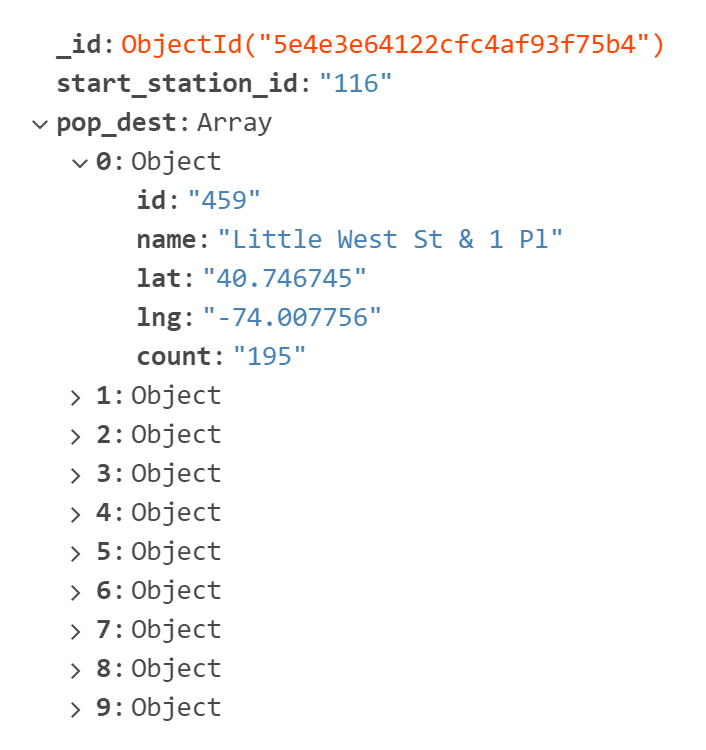 _id: ObjectId("5e4e3e64122cfc4af93f75b4")
start_station_id: "116"
pop_dest: Array
0: Object
id: "459"
name: "Little West St & 1 Pl"
lat: "40.746745"
lng: "-74.007756"
count: "195"
1: Object
2: Object
3: Object
4: Object
5: Object
6: Object
7: Object
8: Object
9: Object